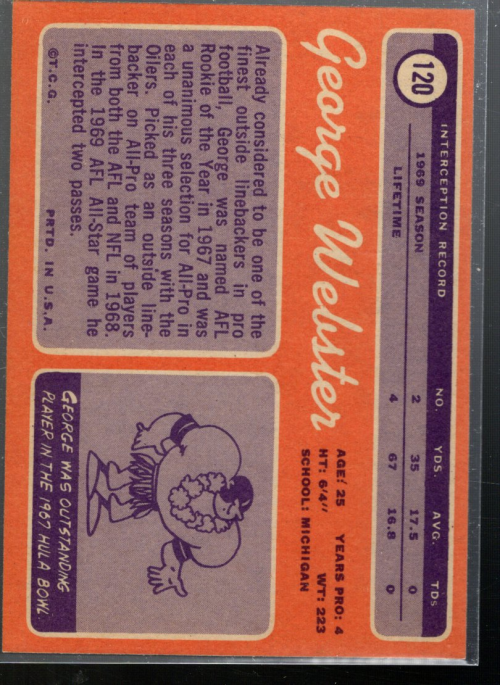 120
INTERCEPTION RECORD NO. YDS. AVG. TDs
1969 SEASON 2 35 17.5 0
LIFETIME 4 67 16.8 0
George Webster
AGE: 25 YEARS PRO: 4
HT: 6'4" WT: 223
SCHOOL: MICHIGAN
Already considered to be one of the
finest outside linebackers in pro
football, George was named AFL
Rookie of the Year in 1967 and was
a unanimous selection for All-Pro in
each of his three seasons with the
Oilers. Picked as an outside line-
backer on All-Pro team of players
from both the AFL and NFL in 1968.
In the 1969 AFL All-Star game he
intercepted two passes.
©T.C.G. PRTD. IN U.S.A.
GEORGE WAS OUTSTANDING
PLAYER IN THE 1967 HULA BOWL